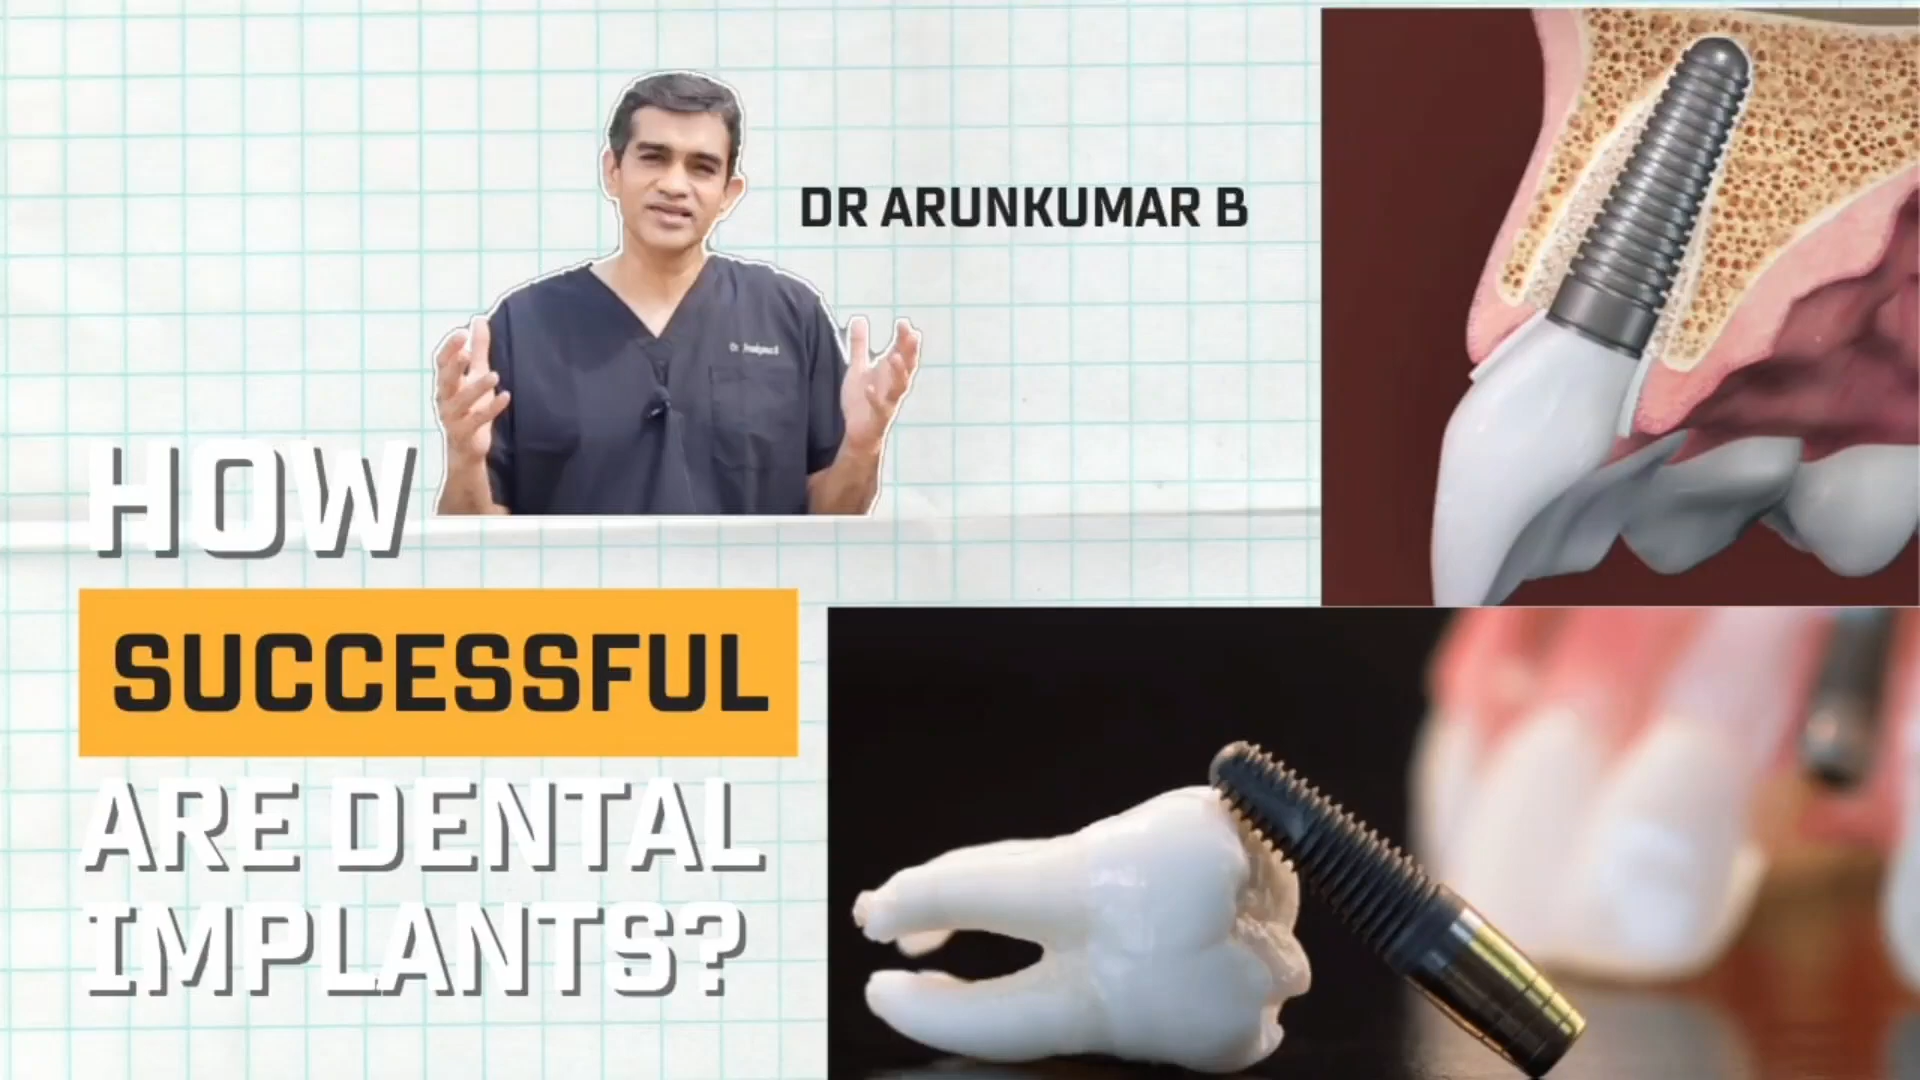 DR ARUNKUMAR B
HOW
SUCCESSFUL
ARE DENTAL
IMPLANTS?